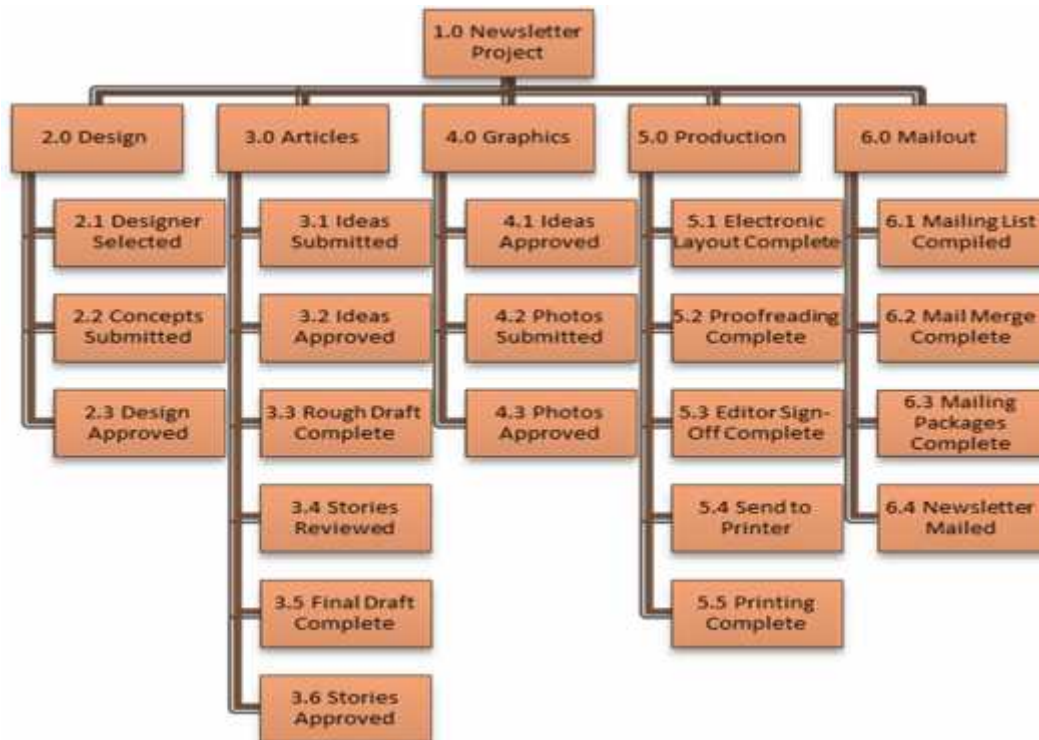 1.0 Newsletter
Project
2.0 Design
3.0 Articles
4.0 Graphics
5.0 Production
6.0 Mailout
2.1 Designer
Selected
2.2 Concepts
Submitted
2.3 Design
Approved
3.1 Ideas
Submitted
3.2 Ideas
Approved
3.3 Rough Draft
Complete
3.4 Stories
Reviewed
3.5 Final Draft
Complete
3.6 Stories
Approved
4.1 Ideas
Approved
4.2 Photos
Submitted
4.3 Photos
Approved
5.1 Electronic
Layout Complete
5.2 Proofreading
Complete
5.3 Editor Sign-
Off Complete
5.4 Send to
Printer
5.5 Printing
Complete
6.1 Mailing List
Compiled
6.2 Mail Merge
Complete
6.3 Mailing
Packages
Complete
6.4 Newsletter
Mailed